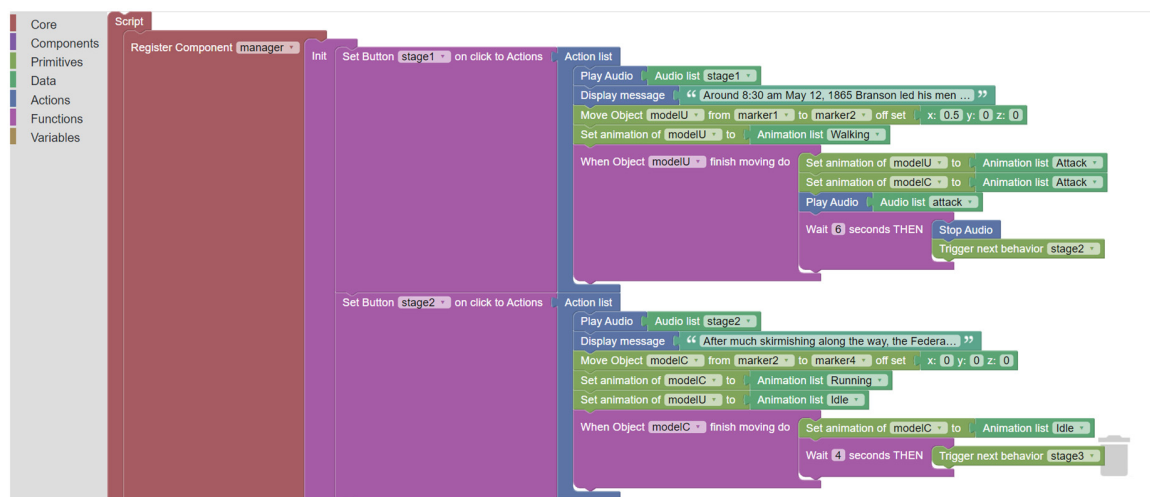 Core
Components
Primitives
Data
Actions
Functions
Variables
Script
Register Component manager
Init
Set Button stage1 on click to Actions
Action list
Play Audio Audio list stage1
Display message “ Around 8:30 am May 12, 1865 Branson led his men ... ”
Move Object modelU from marker1 to marker2 off set x: 0.5 y: 0 z: 0
Set animation of modelU to Animation list Walking
When Object modelU finish moving do
Set animation of modelU to Animation list Attack
Set animation of modelC to Animation list Attack
Play Audio Audio list attack
Wait 6 seconds THEN
Stop Audio
Trigger next behavior stage2
Set Button stage2 on click to Actions
Action list
Play Audio Audio list stage2
Display message “ After much skirmishing along the way, the Federa... ”
Move Object modelC from marker2 to marker4 off set x: 0 y: 0 z: 0
Set animation of modelC to Animation list Running
Set animation of modelU to Animation list Idle
When Object modelC finish moving do
Set animation of modelC to Animation list Idle
Wait 4 seconds THEN
Trigger next behavior stage3